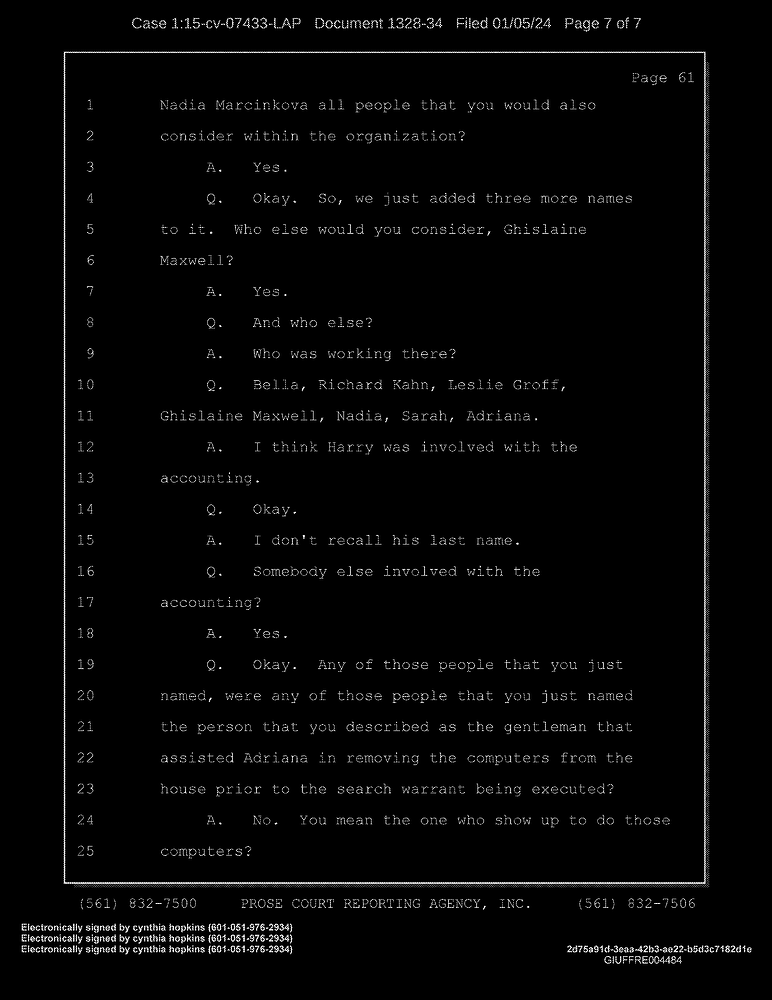 Case 1:15-cv-07433-LAP Document 1328-34 Filed 01/05/24 Page 7 of 7
Page 61
1 Nadia Marcinkova all people that you would also
2 consider within the organization?
3 A. Yes.
4 Q. Okay. So, we just added three more names
5 to it. Who else would you consider, Ghislaine
6 Maxwell?
7 A. Yes.
8 Q. And who else?
9 A. Who was working there?
10 Q. Bella, Richard Kahn, Leslie Groff,
11 Ghislaine Maxwell, Nadia, Sarah, Adriana.
12 A. I think Harry was involved with the
13 accounting.
14 Q. Okay.
15 A. I don't recall his last name.
16 Q. Somebody else involved with the
17 accounting?
18 A. Yes.
19 Q. Okay. Any of those people that you just
20 named, were any of those people that you just named
21 the person that you described as the gentleman that
22 assisted Adriana in removing the computers from the
23 house prior to the search warrant being executed?
24 A. No. You mean the one who show up to do those
25 computers?
(561) 832-7500 PROSE COURT REPORTING AGENCY, INC. (561) 832-7506
Electronically signed by cynthia hopkins (601-051-976-2934)
Electronically signed by cynthia hopkins (601-051-976-2934)
Electronically signed by cynthia hopkins (601-051-976-2934) 2d75a91d-3eaa-42b3-ae22-b5d3c7182d1e
GIUFFRE004484